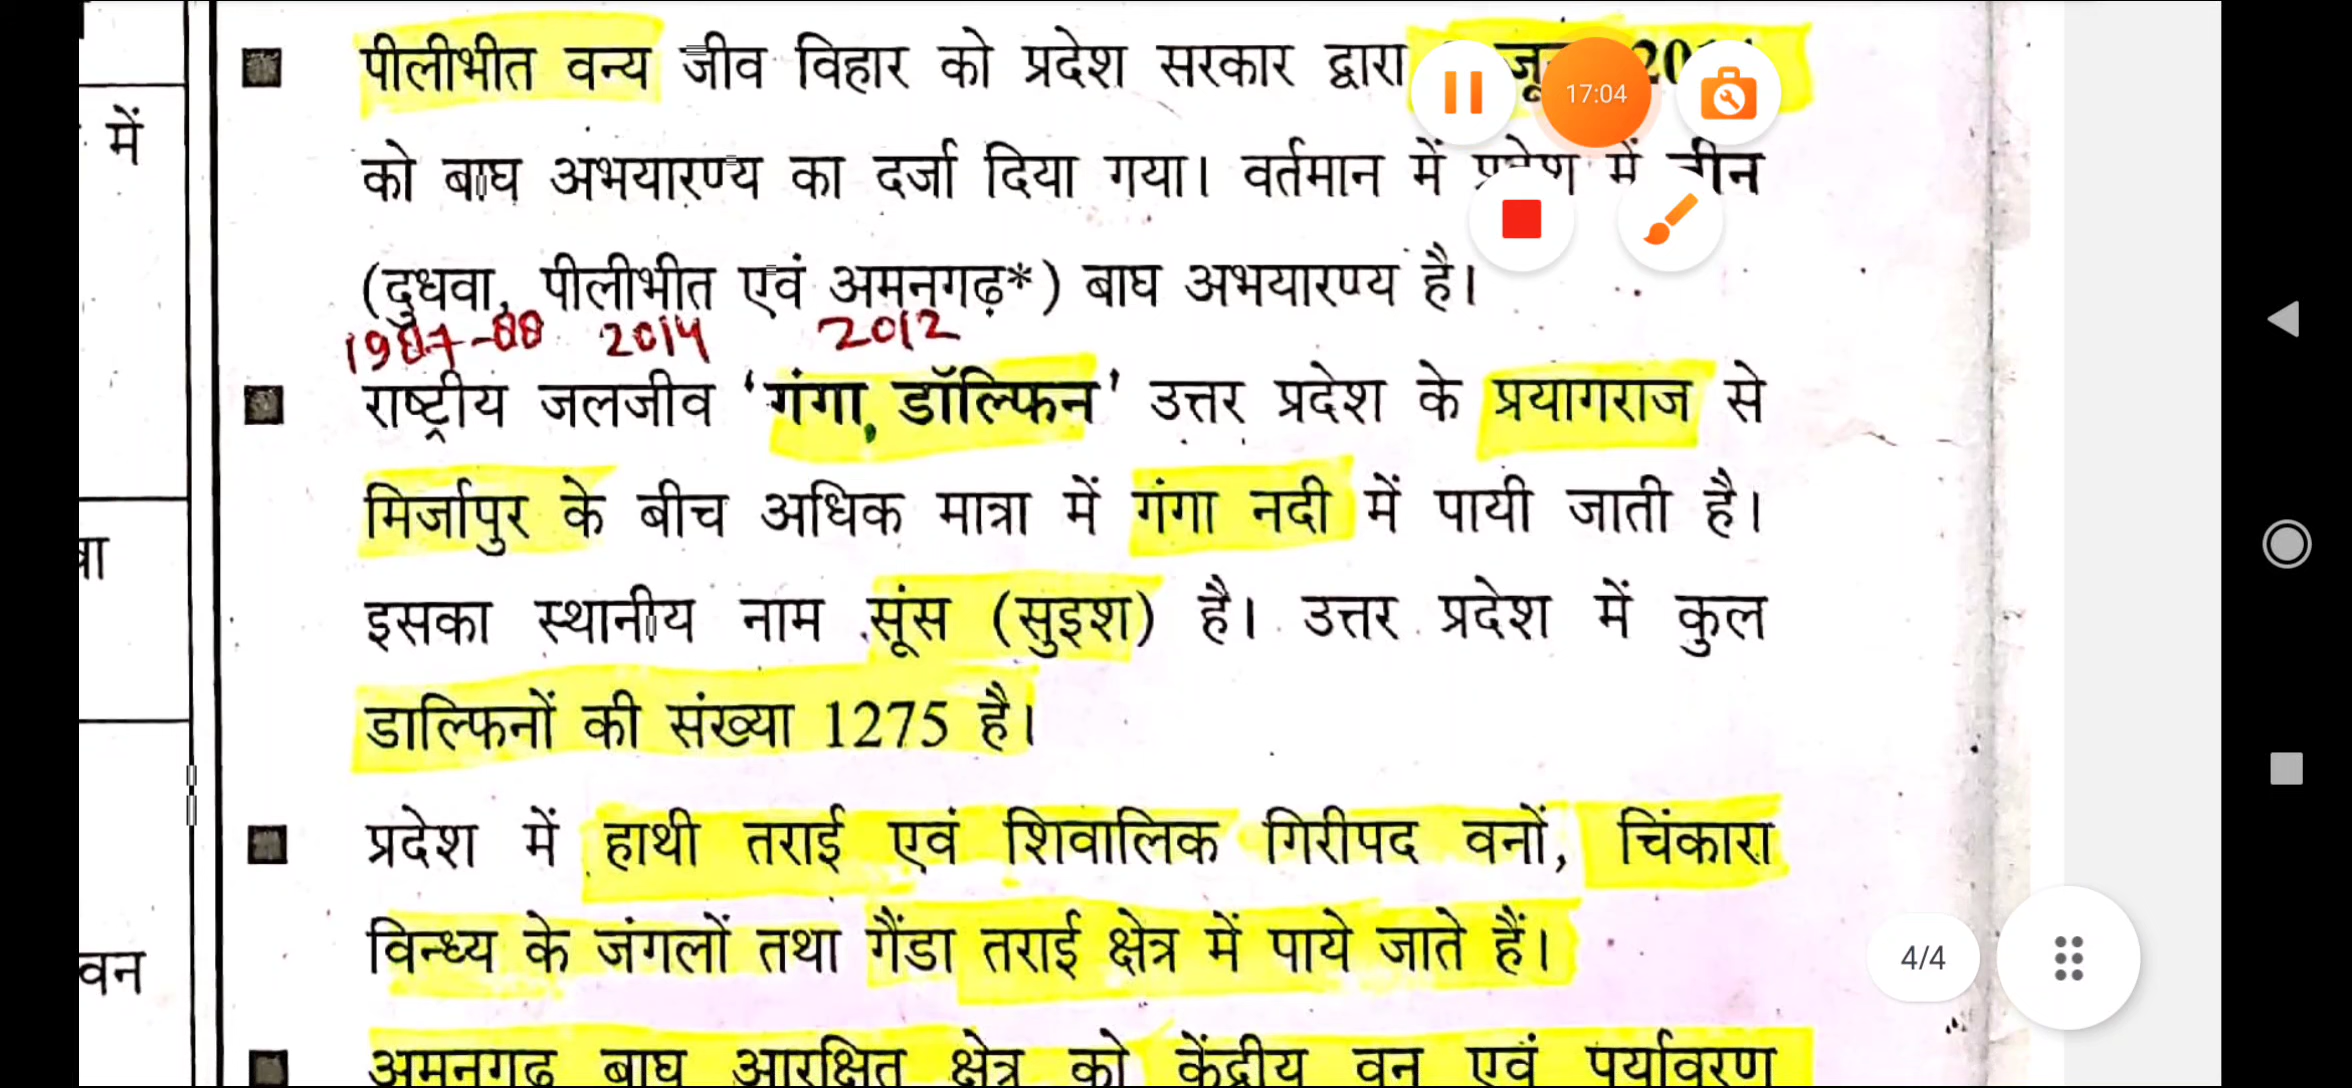 पीलीभीत वन्य जीव विहार को प्रदेश सरकार द्वारा
17:04
में
को बाघ अभयारण्य का दर्जा दिया गया। वर्तमान में में
(दुधवा, पीलीभीत एवं अमनगढ़*) बाघ अभयारण्य है।
1987-88 2014 2012
राष्ट्रीय जलजीव ‘गंगा डॉल्फिन’ उत्तर प्रदेश के प्रयागराज से
मिर्जापुर के बीच अधिक मात्रा में गंगा नदी में पायी जाती है।
इसका स्थानीय नाम सूंस (सुइश) है। उत्तर प्रदेश में कुल
डाल्फिनों की संख्या 1275 है।
प्रदेश में हाथी तराई एवं शिवालिक गिरीपद वनों, चिंकारा
विन्ध्य के जंगलों तथा गैंडा तराई क्षेत्र में पाये जाते हैं।
वन
4/4
अमनगढ़ बाघ आरक्षित क्षेत्र को केंद्रीय वन एवं पर्यावरण